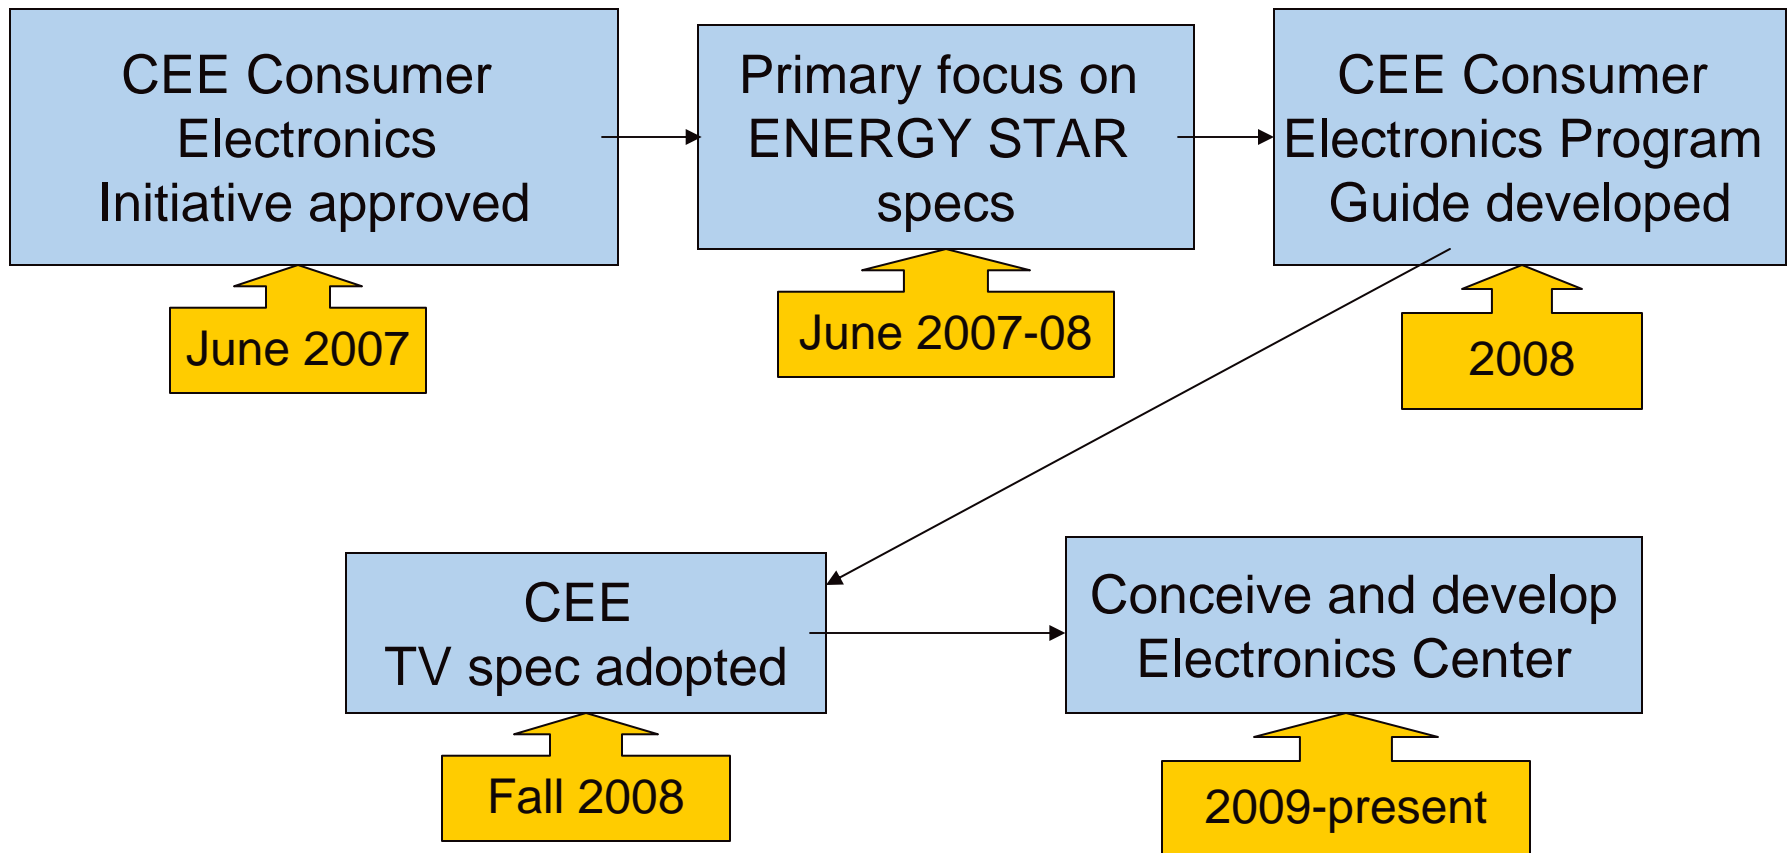 CEE Consumer
Electronics
Initiative approved
June 2007
Primary focus on
ENERGY STAR
specs
June 2007-08
CEE Consumer
Electronics Program
Guide developed
2008
CEE
TV spec adopted
Fall 2008
Conceive and develop
Electronics Center
2009-present